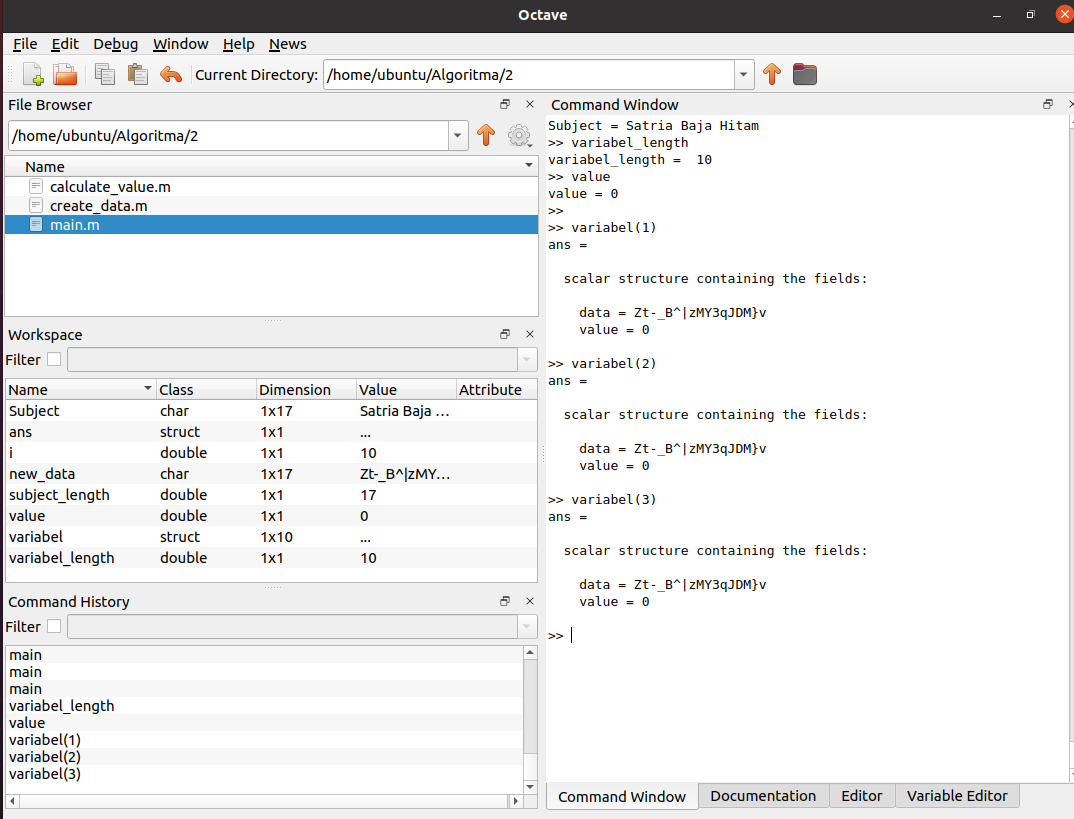 Octave
File Edit Debug Window Help News
Current Directory: /home/ubuntu/Algoritma/2
File Browser
/home/ubuntu/Algoritma/2
Name
calculate_value.m
create_data.m
main.m
Workspace
Filter
Name Class Dimension Value Attribute
Subject char 1x17 Satria Baja ...
ans struct 1x1 ...
i double 1x1 10
new_data char 1x17 Zt-_B^|zMY...
subject_length double 1x1 17
value double 1x1 0
variabel struct 1x10 ...
variabel_length double 1x1 10
Command History
Filter
main
main
main
variabel_length
value
variabel(1)
variabel(2)
variabel(3)
Command Window
Subject = Satria Baja Hitam
>> variabel_length
variabel_length =  10
>> value
value = 0
>>
>> variabel(1)
ans =
scalar structure containing the fields:
data = Zt-_B^|zMY3qJDM}v
value = 0
>> variabel(2)
ans =
scalar structure containing the fields:
data = Zt-_B^|zMY3qJDM}v
value = 0
>> variabel(3)
ans =
scalar structure containing the fields:
data = Zt-_B^|zMY3qJDM}v
value = 0
>>
Command Window Documentation Editor Variable Editor